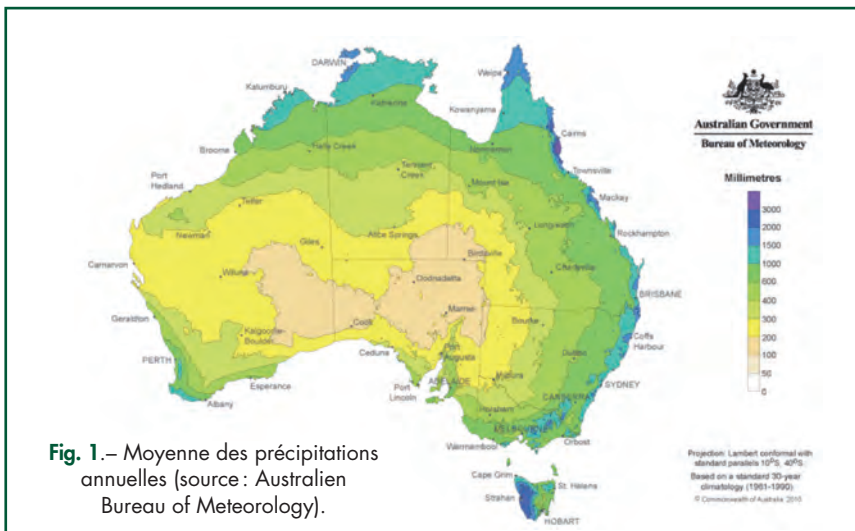 DARWIN
Kalumburu
Katherine
Weipa
Kowanyama
Cairns
Broome
Halls Creek
Normanton
Townsville
Port
Hedland
Tennant
Creek
Mount Isa
Mackay
Telfer
Longreach
Rockhampton
Newman
Giles
Alice Springs
Birdsville
Carnarvon
Wiluna
Oodnadatta
Charleville
BRISBANE
Geraldton
Marree
Kalgoorlie-
Boulder
Cook
Bourke
Coffs
Harbour
Ceduna
Port
Augusta
Dubbo
PERTH
Esperance
Port
Lincoln
ADELAIDE
Mildura
SYDNEY
CANBERRA
Albany
Horsham
MELBOURNE
Orbost
Warrnambool
Cape Grim
St. Helens
Strahan
HOBART
Australian Government
Bureau of Meteorology
Millimetres
3000
2000
1500
1000
600
400
300
200
100
50
0
Projection: Lambert conformal with
standard parallels 10°S, 40°S.
Based on a standard 30-year
climatology (1961-1990)
© Commonwealth of Australia 2010
Fig. 1.– Moyenne des précipitations
annuelles (source : Australien
Bureau of Meteorology).